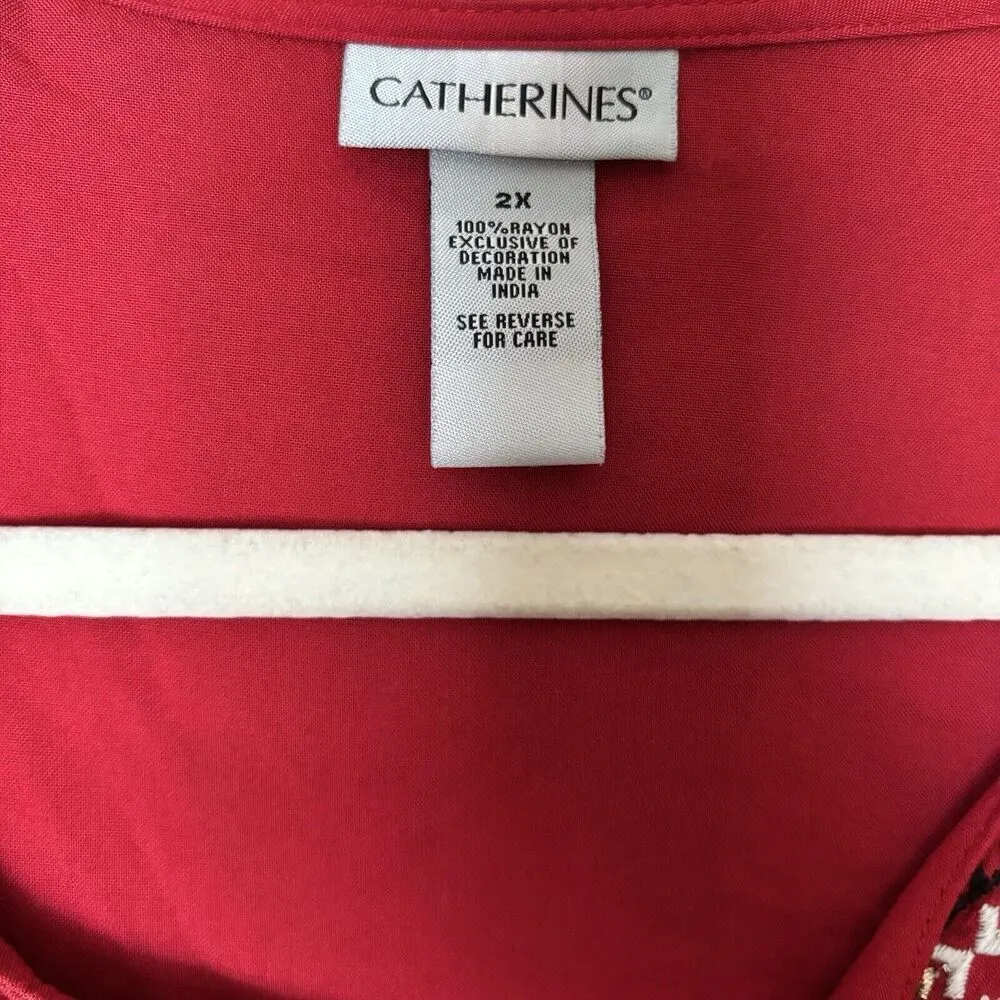 CATHERINES®
2X
100%RAYON
EXCLUSIVE OF
DECORATION
MADE IN
INDIA
SEE REVERSE
FOR CARE